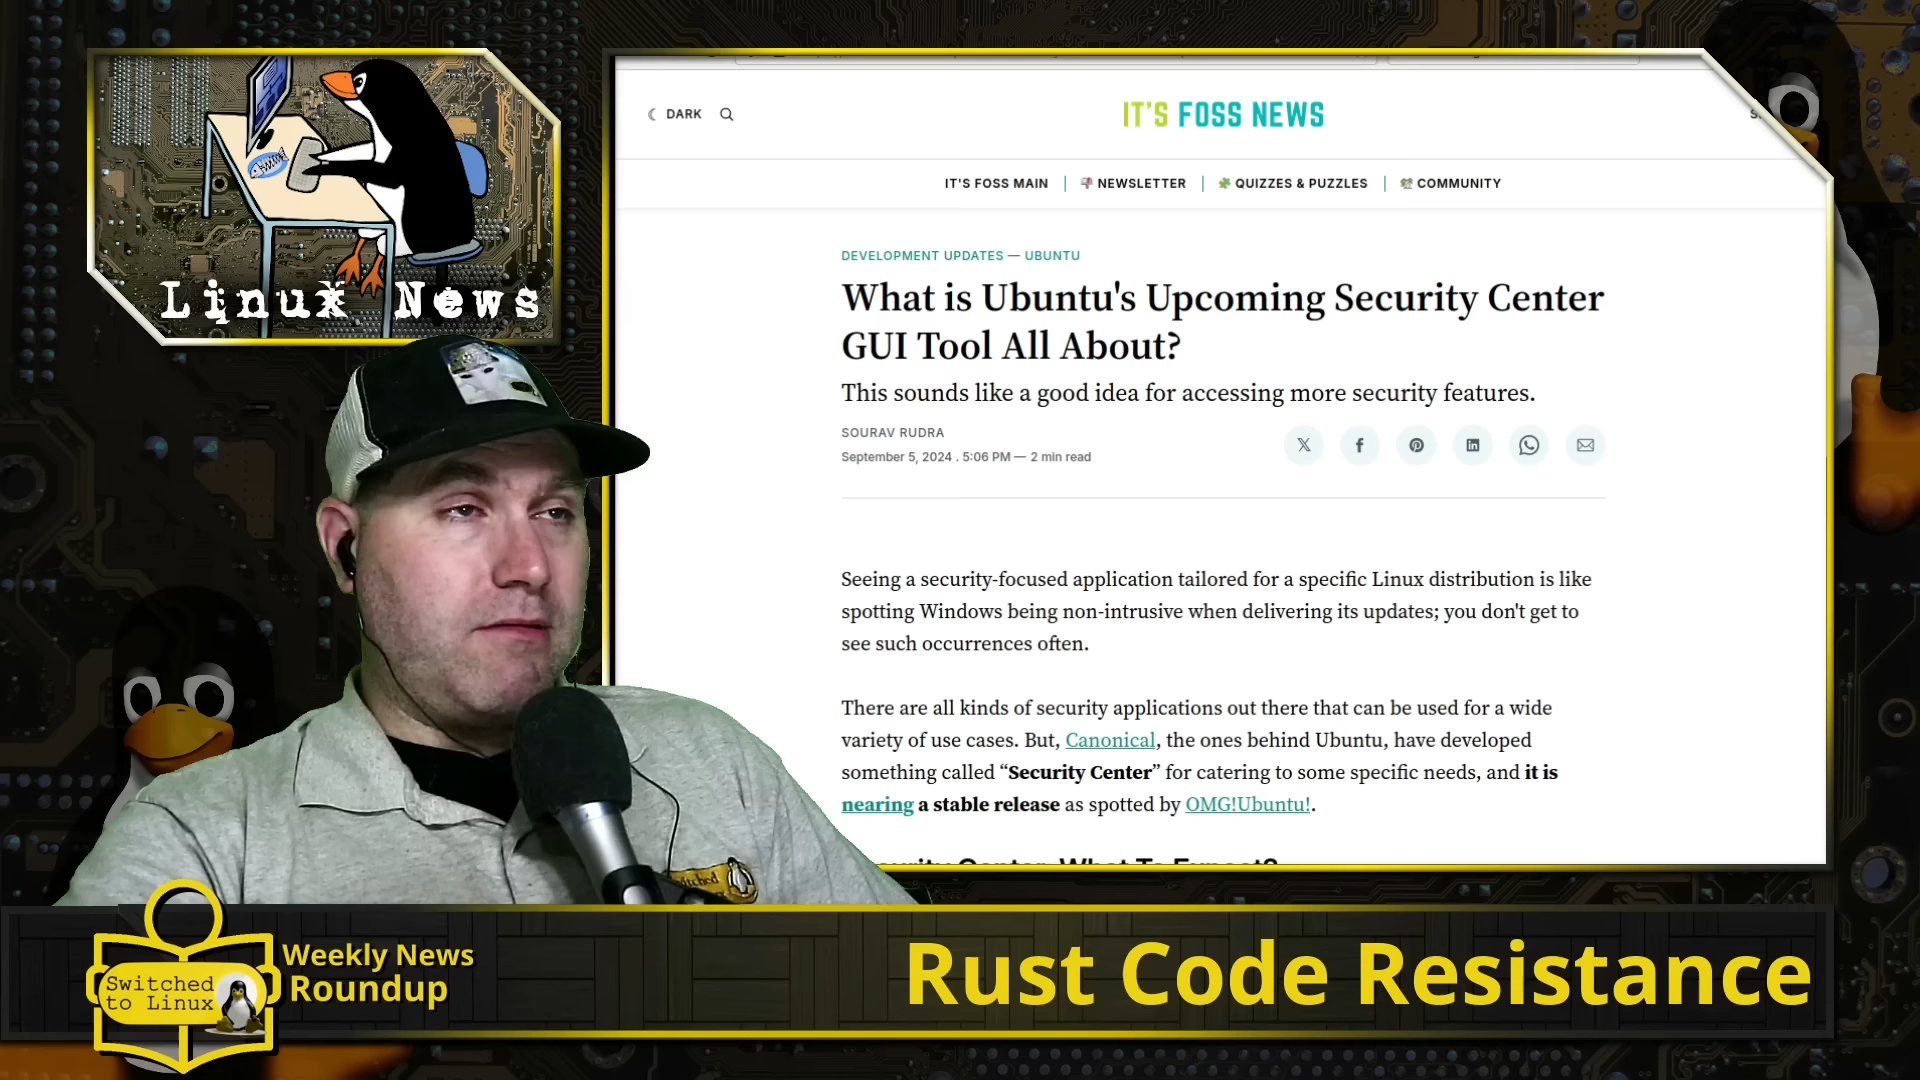 Linux News
DARK
IT'S FOSS NEWS
IT'S FOSS MAIN
NEWSLETTER
QUIZZES & PUZZLES
COMMUNITY
DEVELOPMENT UPDATES — UBUNTU
What is Ubuntu's Upcoming Security Center
GUI Tool All About?
This sounds like a good idea for accessing more security features.
SOURAV RUDRA
September 5, 2024 . 5:06 PM — 2 min read
Seeing a security-focused application tailored for a specific Linux distribution is like
spotting Windows being non-intrusive when delivering its updates; you don't get to
see such occurrences often.
There are all kinds of security applications out there that can be used for a wide
variety of use cases. But, Canonical, the ones behind Ubuntu, have developed
something called “Security Center” for catering to some specific needs, and it is
nearing a stable release as spotted by OMG!Ubuntu!.
Center: What To Expect?
Switched
to Linux
Weekly News
Roundup
Rust Code Resistance